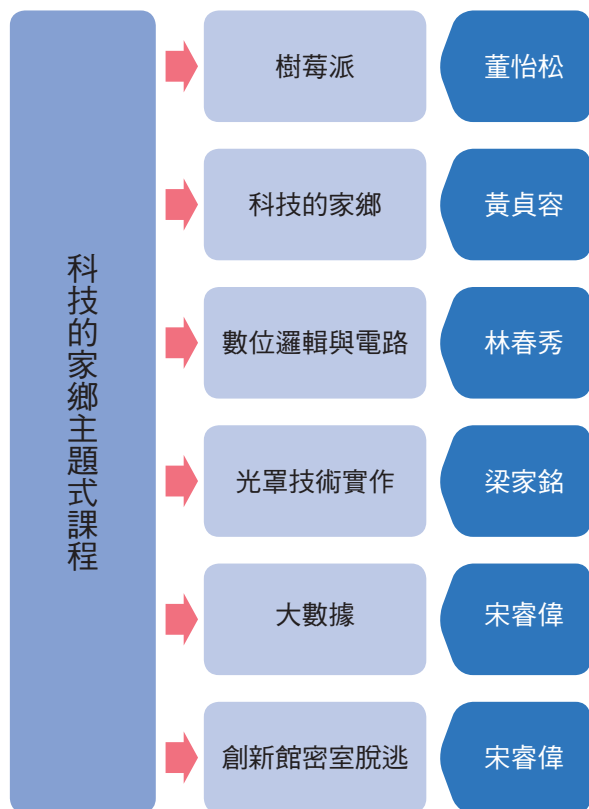 科技的家鄉主題式課程
樹莓派
董怡松
科技的家鄉
黃貞容
數位邏輯與電路
林春秀
光罩技術實作
梁家銘
大數據
宋睿偉
創新館密室脫逃
宋睿偉